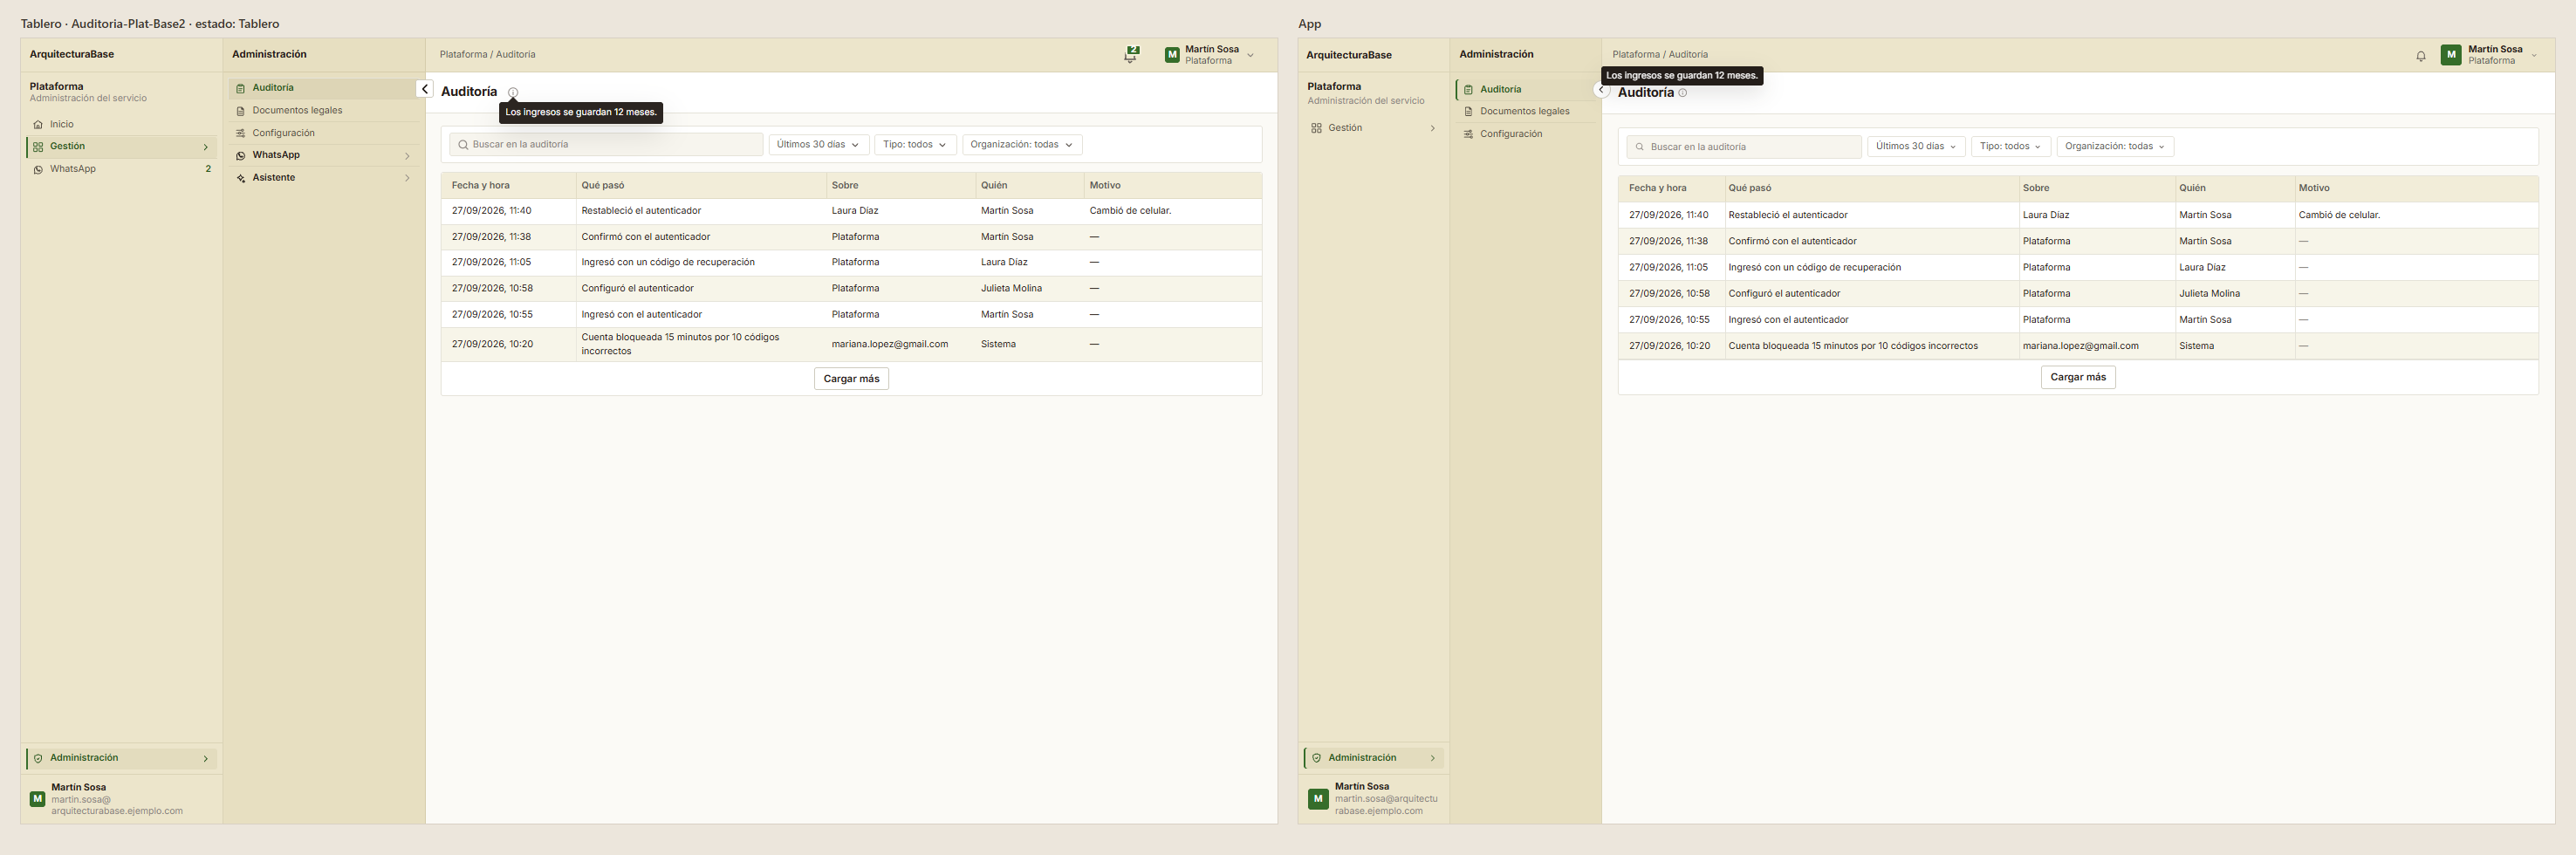 Tablero · Auditoria-Plat-Base2 · estado: Tablero
ArquitecturaBase
Plataforma
Administración del servicio
Inicio
Gestión
WhatsApp 2
Administración
Martín Sosa
martin.sosa@
arquitecturabase.ejemplo.com
Administración
Auditoría
Documentos legales
Configuración
WhatsApp
Asistente
Plataforma / Auditoría
2
M
Martín Sosa
Plataforma
Auditoría
Los ingresos se guardan 12 meses.
Buscar en la auditoría
Últimos 30 días
Tipo: todos
Organización: todas
Fecha y hora Qué pasó Sobre Quién Motivo
27/09/2026, 11:40 Restableció el autenticador Laura Díaz Martín Sosa Cambió de celular.
27/09/2026, 11:38 Confirmó con el autenticador Plataforma Martín Sosa —
27/09/2026, 11:05 Ingresó con un código de recuperación Plataforma Laura Díaz —
27/09/2026, 10:58 Configuró el autenticador Plataforma Julieta Molina —
27/09/2026, 10:55 Ingresó con el autenticador Plataforma Martín Sosa —
27/09/2026, 10:20 Cuenta bloqueada 15 minutos por 10 códigos
incorrectos mariana.lopez@gmail.com Sistema —
Cargar más
M
App
ArquitecturaBase
Plataforma
Administración del servicio
Gestión
Administración
M
Martín Sosa
martin.sosa@arquitectu
rabase.ejemplo.com
Administración
Auditoría
Documentos legales
Configuración
Plataforma / Auditoría
M
Martín Sosa
Plataforma
Los ingresos se guardan 12 meses.
Auditoría
Buscar en la auditoría
Últimos 30 días
Tipo: todos
Organización: todas
Fecha y hora Qué pasó Sobre Quién Motivo
27/09/2026, 11:40 Restableció el autenticador Laura Díaz Martín Sosa Cambió de celular.
27/09/2026, 11:38 Confirmó con el autenticador Plataforma Martín Sosa —
27/09/2026, 11:05 Ingresó con un código de recuperación Plataforma Laura Díaz —
27/09/2026, 10:58 Configuró el autenticador Plataforma Julieta Molina —
27/09/2026, 10:55 Ingresó con el autenticador Plataforma Martín Sosa —
27/09/2026, 10:20 Cuenta bloqueada 15 minutos por 10 códigos incorrectos mariana.lopez@gmail.com Sistema —
Cargar más